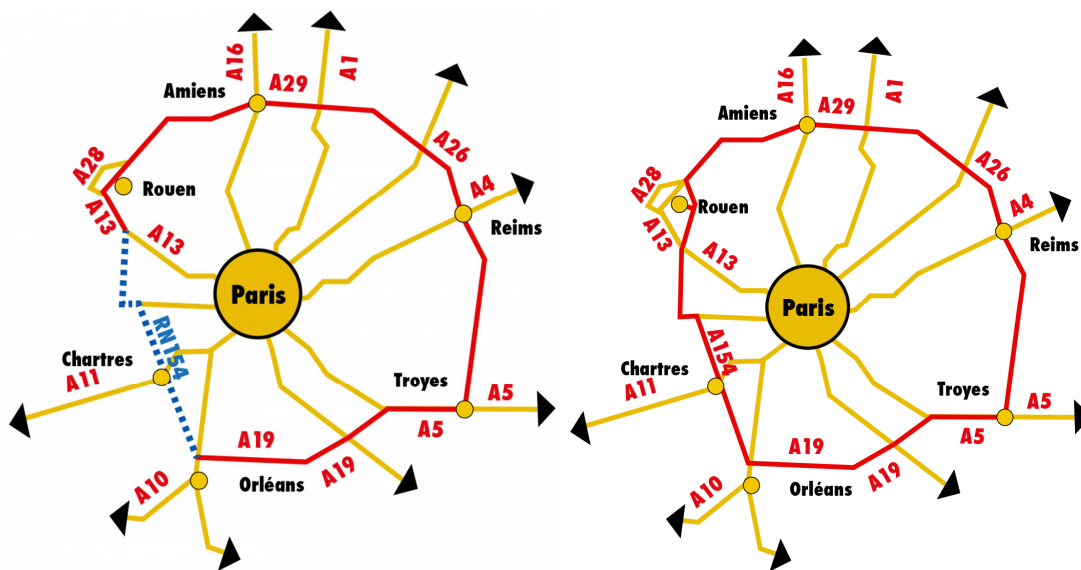 A16
A29
A1
Amiens
A26
A28
A4
Rouen
Reims
A13
A13
Paris
RN154
Chartres
A11
Troyes
A5
A5
A19
A19
A10
Orléans
A16
A29
A1
Amiens
A26
A28
A4
Rouen
Reims
A13
A13
Paris
A154
Chartres
A11
Troyes
A5
A5
A19
A19
A10
Orléans